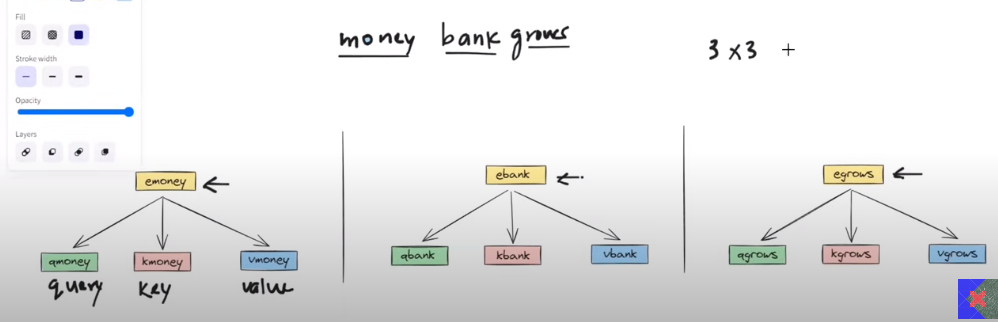 Fill
money bank grows
3 x 3 +
Stroke width
Opacity
Layers
emoney
ebank
egrows
qmoney kmoney vmoney
qbank kbank vbank
qgrows kgrows vgrows
query key value